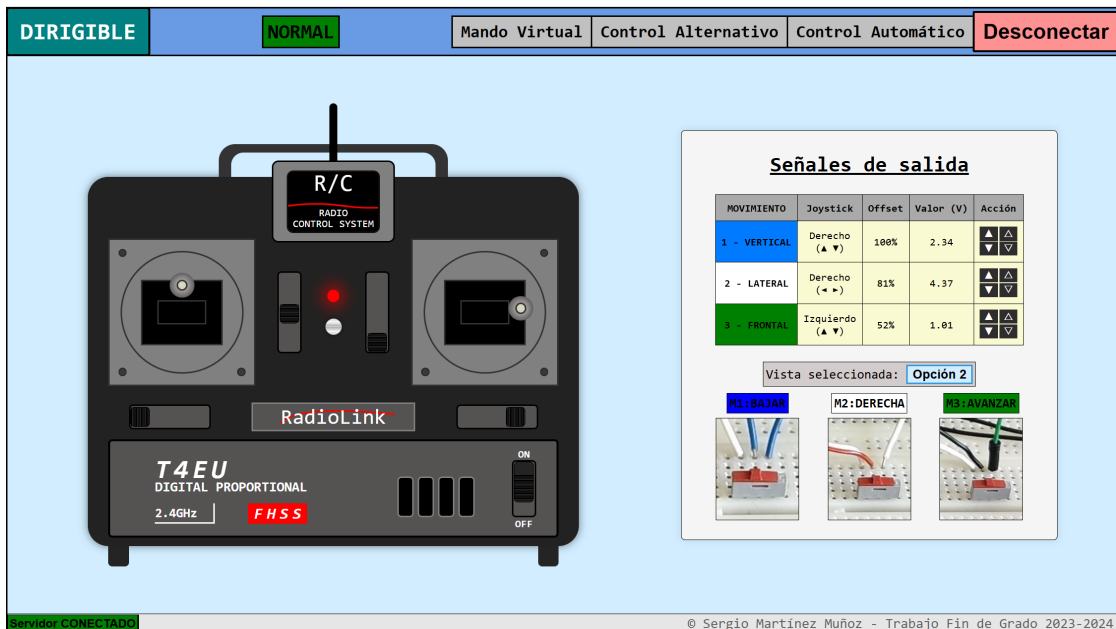 DIRIGIBLE
NORMAL
Mando Virtual
Control Alternativo
Control Automático
Desconectar
R/C
RADIO
CONTROL SYSTEM
RadioLink
T4EU
DIGITAL PROPORTIONAL
2.4GHz
FHSS
ON
OFF
Señales de salida
MOVIMIENTO Joystick Offset Valor (V) Acción
1 - VERTICAL Derecho (▲ ▼) 100% 2.34 ▲ △ ▼ ▽
2 - LATERAL Derecho (◄ ►) 81% 4.37 ▲ △ ▼ ▽
3 - FRONTAL Izquierdo (▲ ▼) 52% 1.01 ▲ △ ▼ ▽
Vista seleccionada: Opción 2
M1:BAJAR
M2:DERECHA
M3:AVANZAR
Servidor CONECTADO
© Sergio Martínez Muñoz - Trabajo Fin de Grado 2023-2024